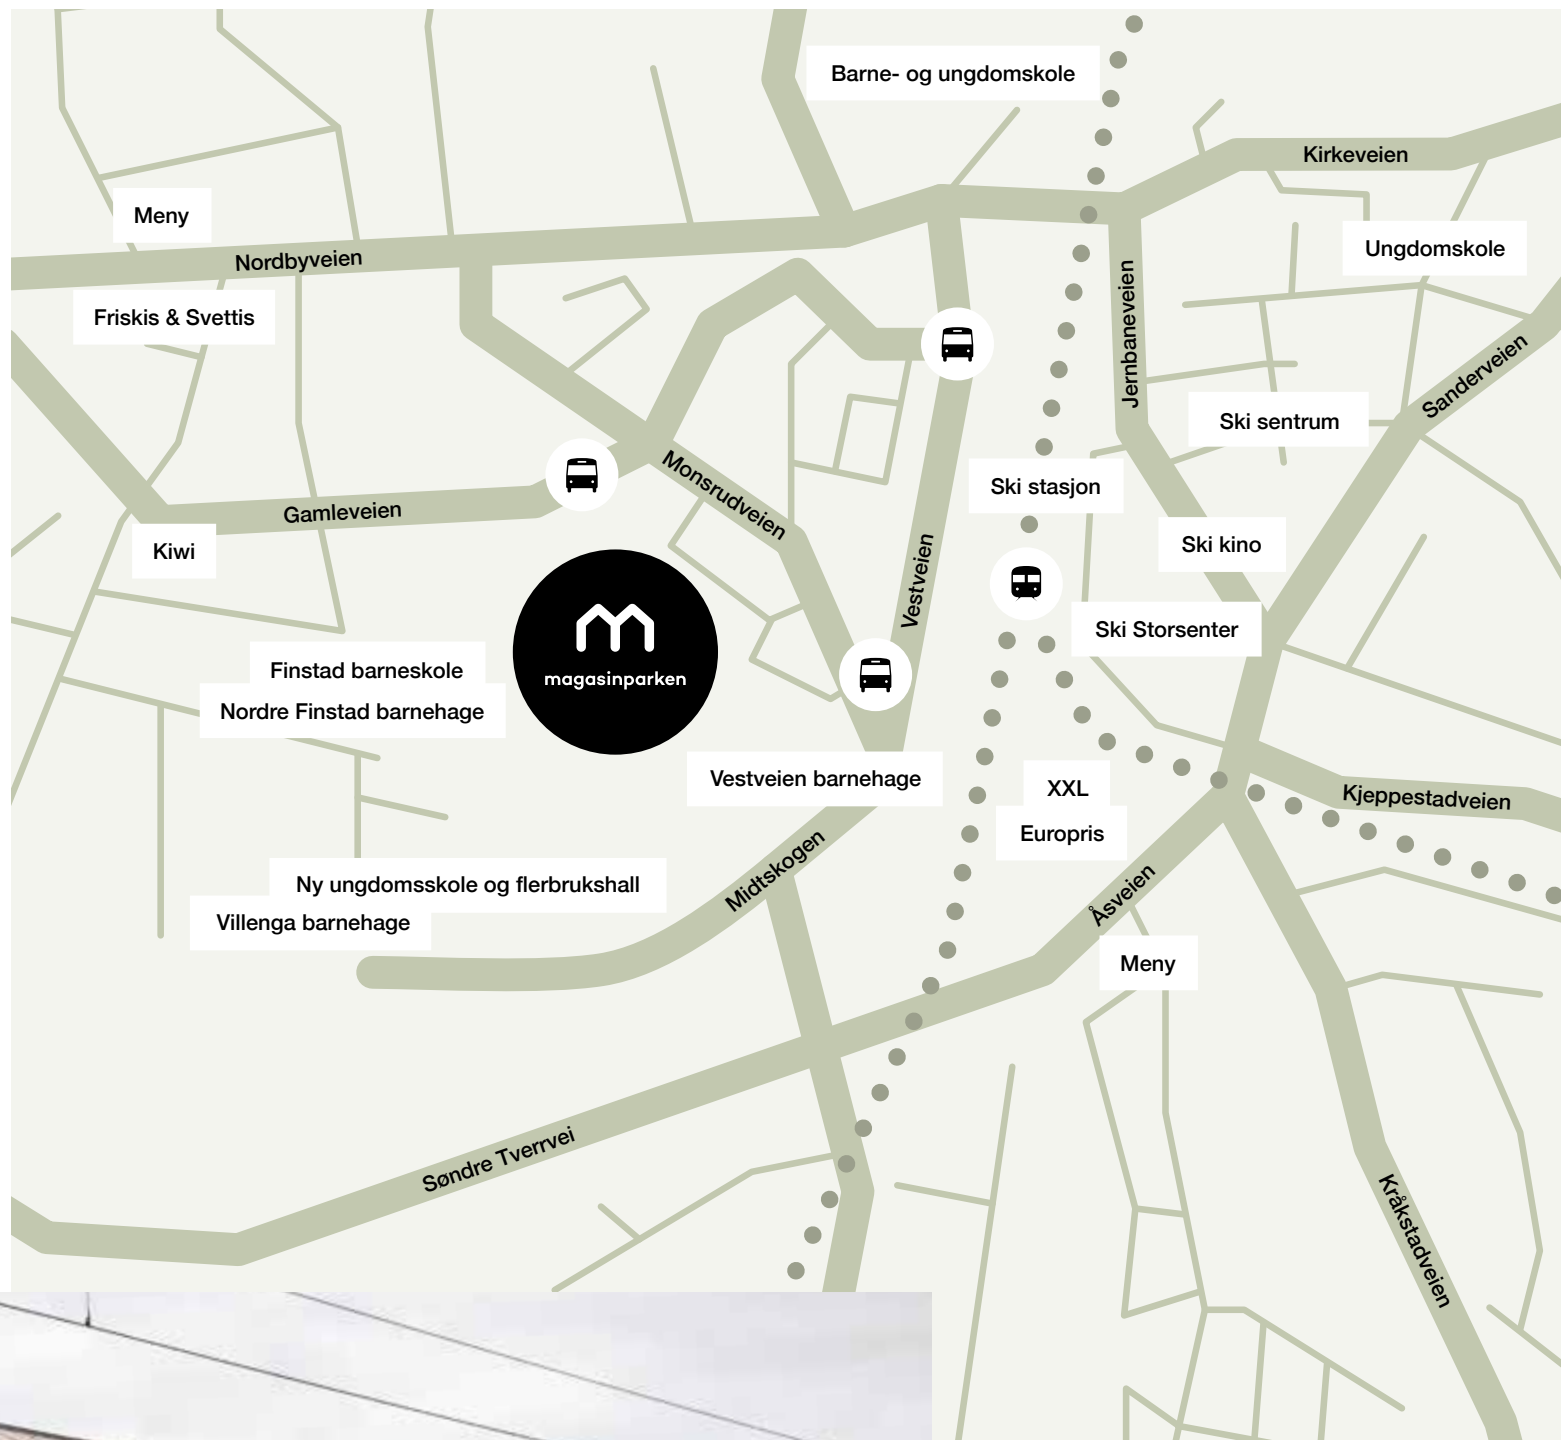 Barne- og ungdomskole
Kirkeveien
Meny
Ungdomskole
Nordbyveien
Friskis & Svettis
Jernbaneveien
Sanderveien
Ski sentrum
Monsrudveien
Ski stasjon
Gamleveien
Kiwi
Vestveien
Ski kino
Ski Storsenter
Finstad barneskole
magasinparken
Nordre Finstad barnehage
Vestveien barnehage
XXL
Kjeppestadveien
Europris
Midtskogen
Ny ungdomsskole og flerbrukshall
Åsveien
Villenga barnehage
Meny
Søndre Tverrvei
Kråkstadveien